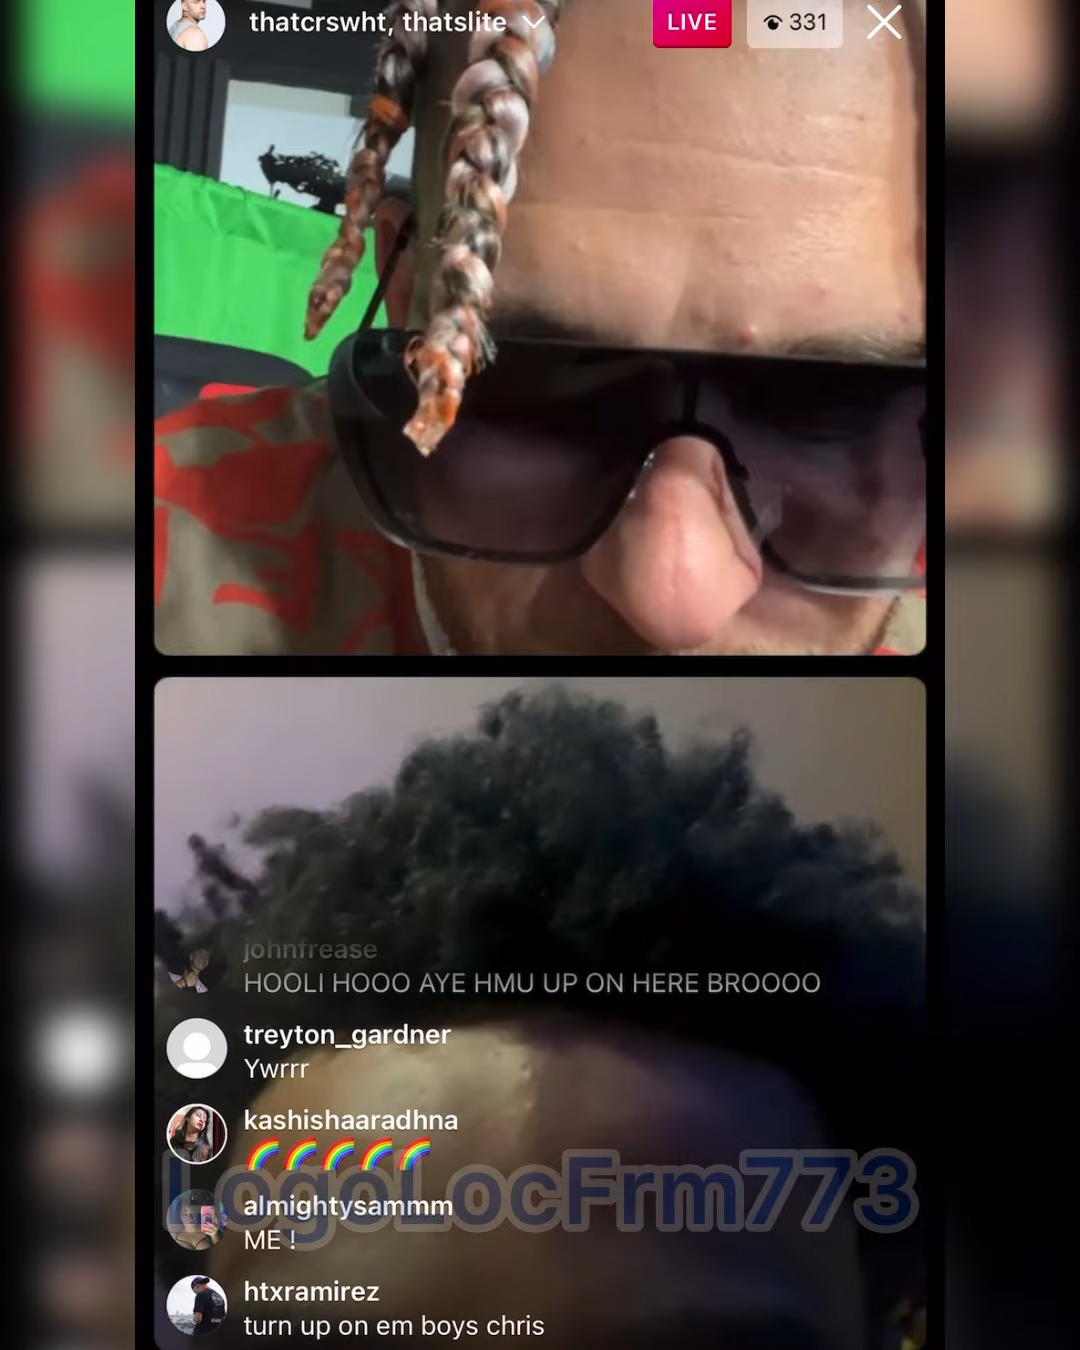 thatcrswht, thatslite
LIVE
331
johnfrease
HOOLI HOOO AYE HMU UP ON HERE BROOOO
treyton_gardner
Ywrrr
kashishaaradhna
🌈🌈🌈🌈🌈
LogoLocFrm773
almightysammm
ME !
htxramirez
turn up on em boys chris